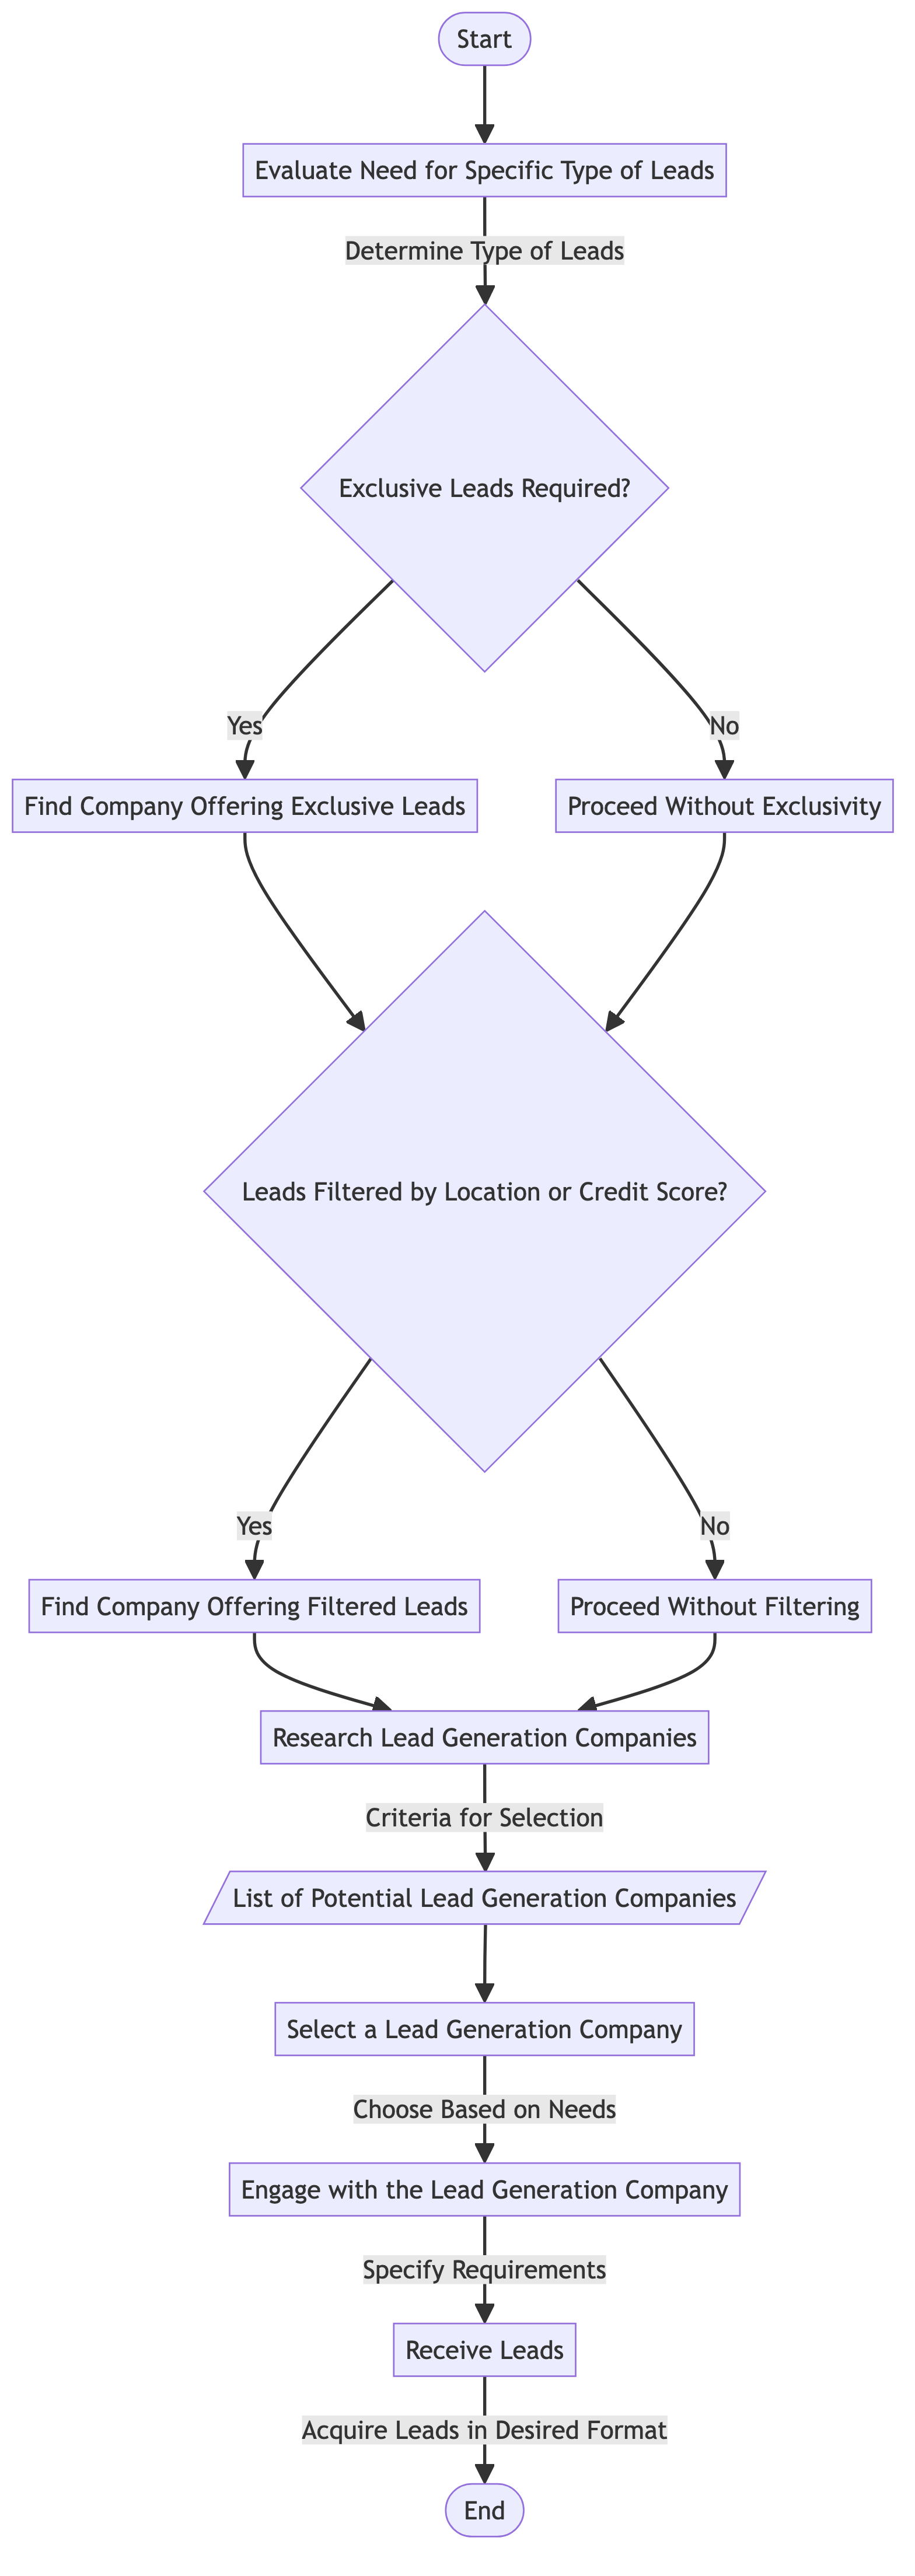 Start
Evaluate Need for Specific Type of Leads
Determine Type of Leads
Exclusive Leads Required?
Yes
No
Find Company Offering Exclusive Leads
Proceed Without Exclusivity
Leads Filtered by Location or Credit Score?
Yes
No
Find Company Offering Filtered Leads
Proceed Without Filtering
Research Lead Generation Companies
Criteria for Selection
List of Potential Lead Generation Companies
Select a Lead Generation Company
Choose Based on Needs
Engage with the Lead Generation Company
Specify Requirements
Receive Leads
Acquire Leads in Desired Format
End